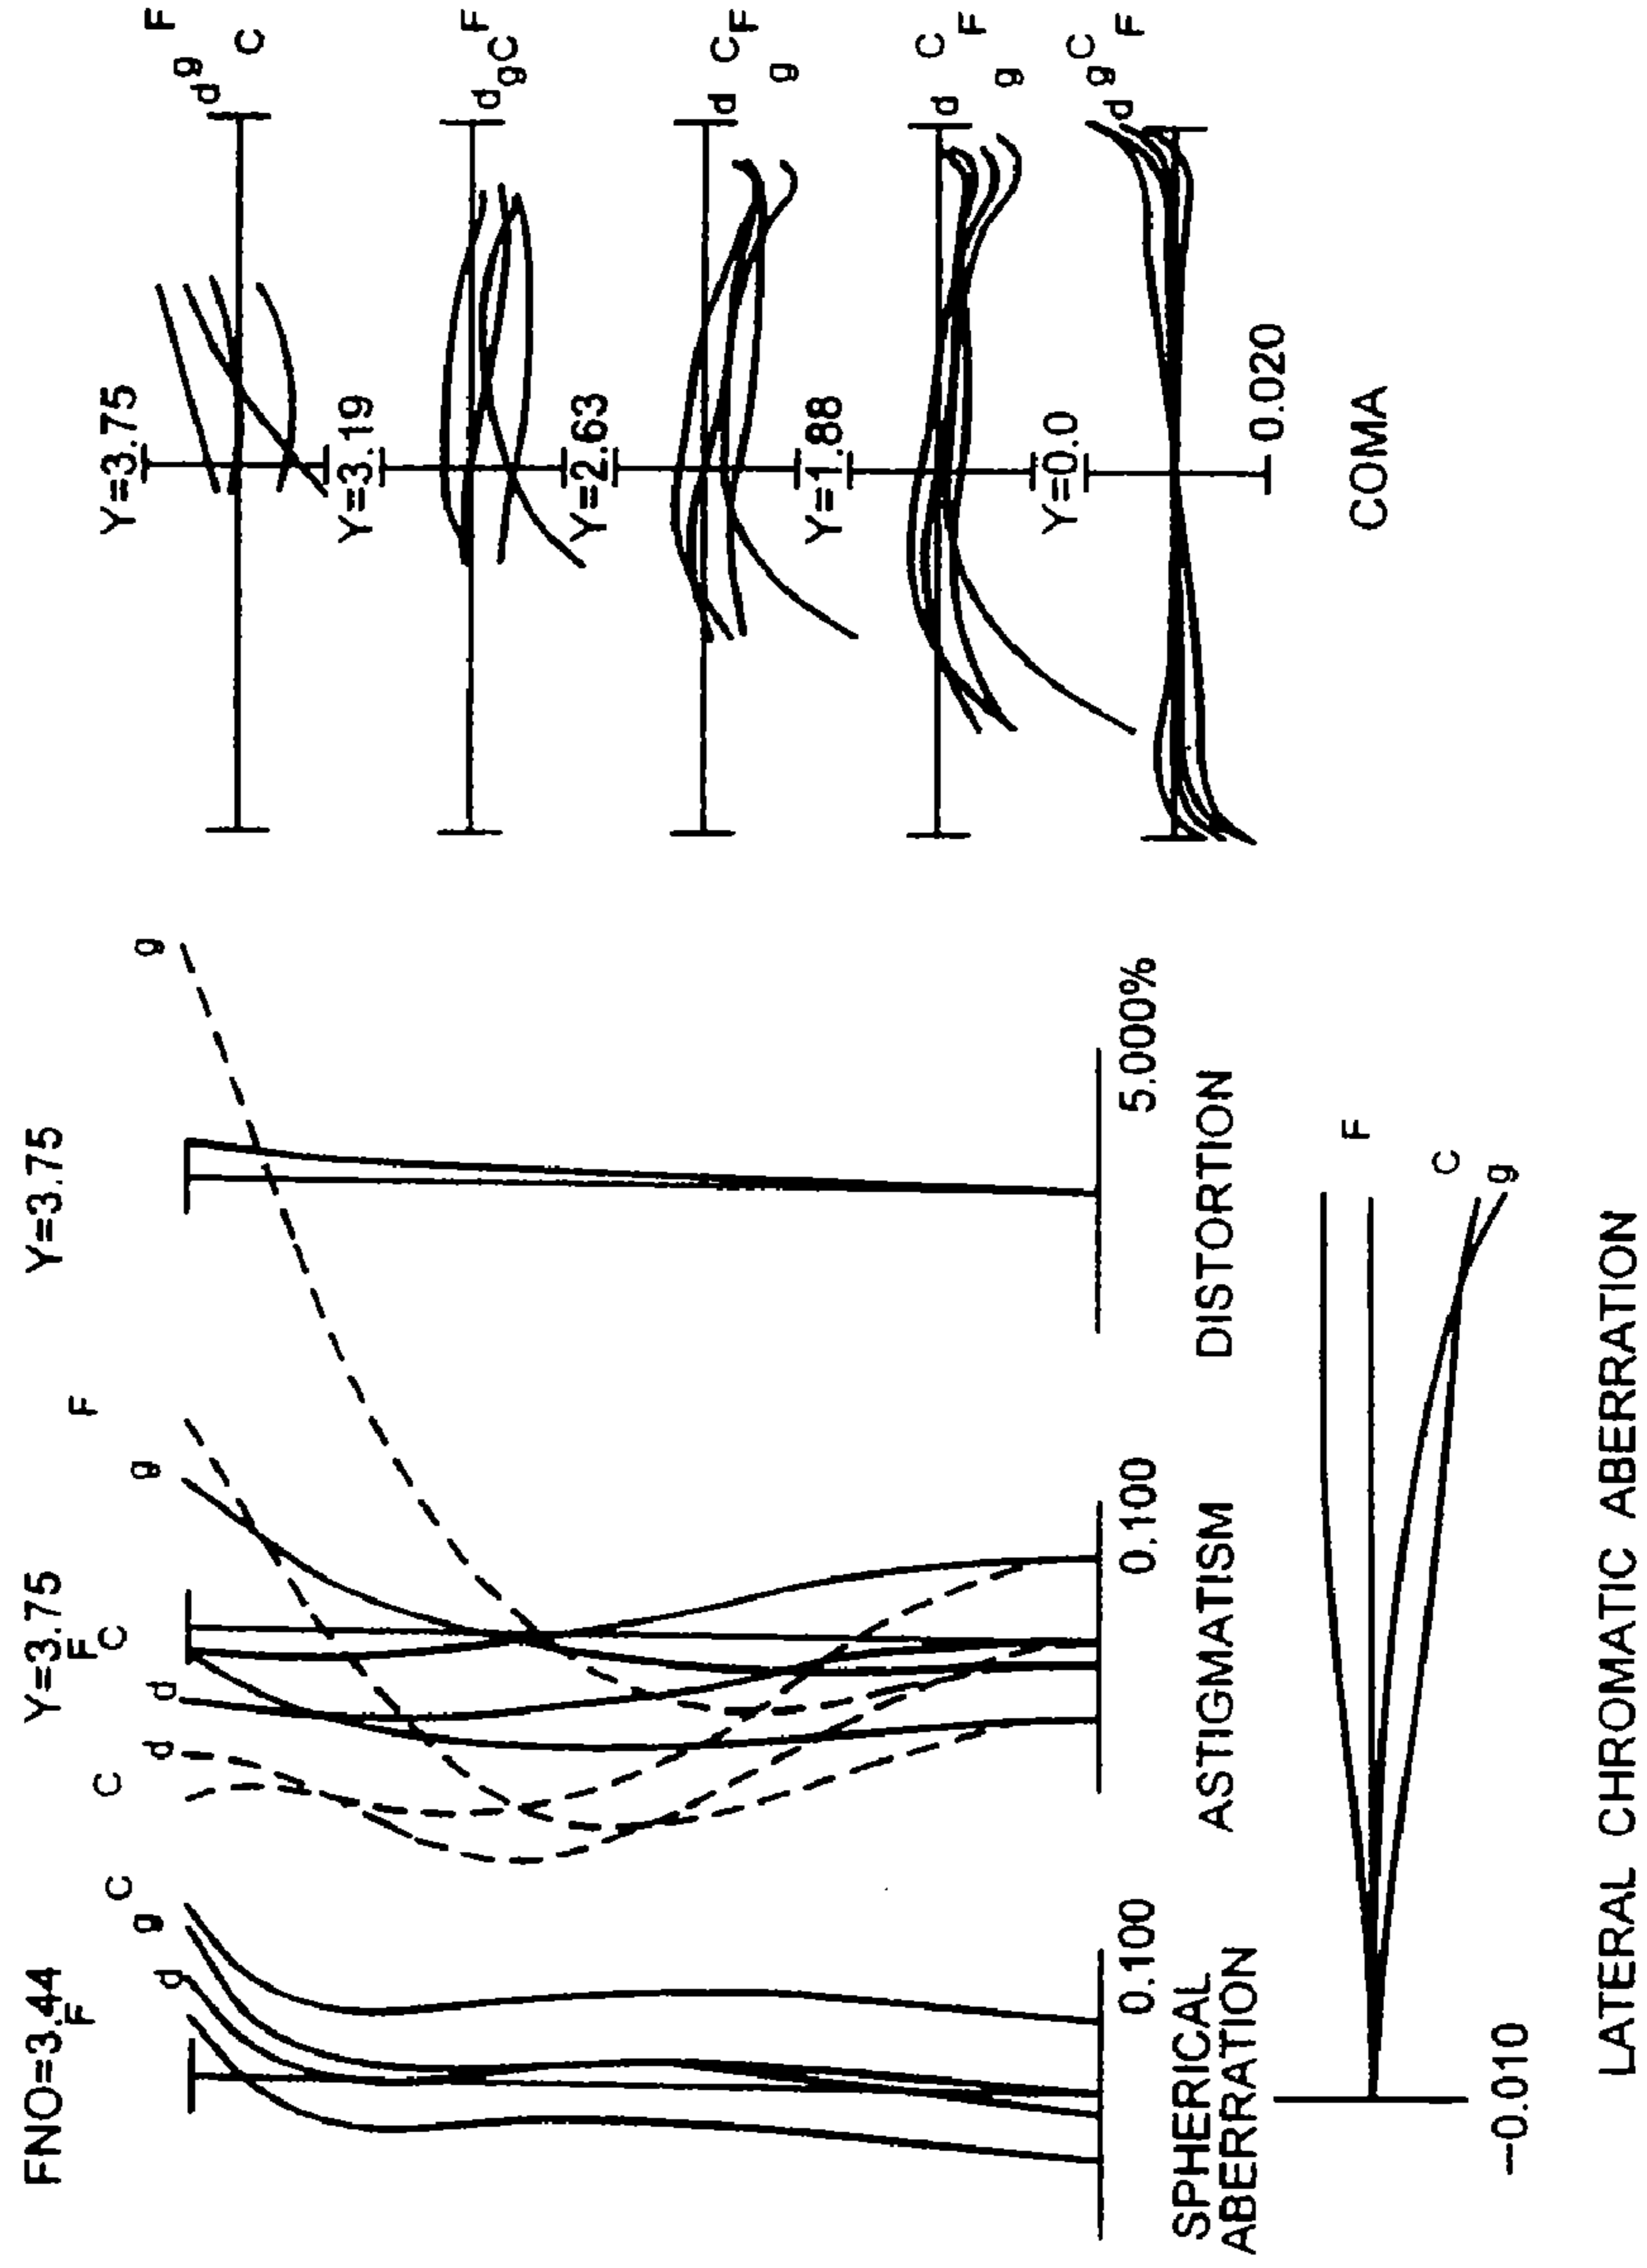 FNO=3.44
F
d
g
C
0.100
SPHERICAL
ABERRATION
Y=3.75
F
C
d
d
C
g
F
0.100
ASTIGMATISM
Y=3.75
g
5.000%
DISTORTION
Y=3.75
F
g
d
C
Y=3.19
F
C
g
d
Y=2.63
F
C
d
g
Y=1.88
C
F
d
g
Y=0.0
C
g
F
d
0.020
COMA
F
C
g
-0.010
LATERAL CHROMATIC ABERRATION